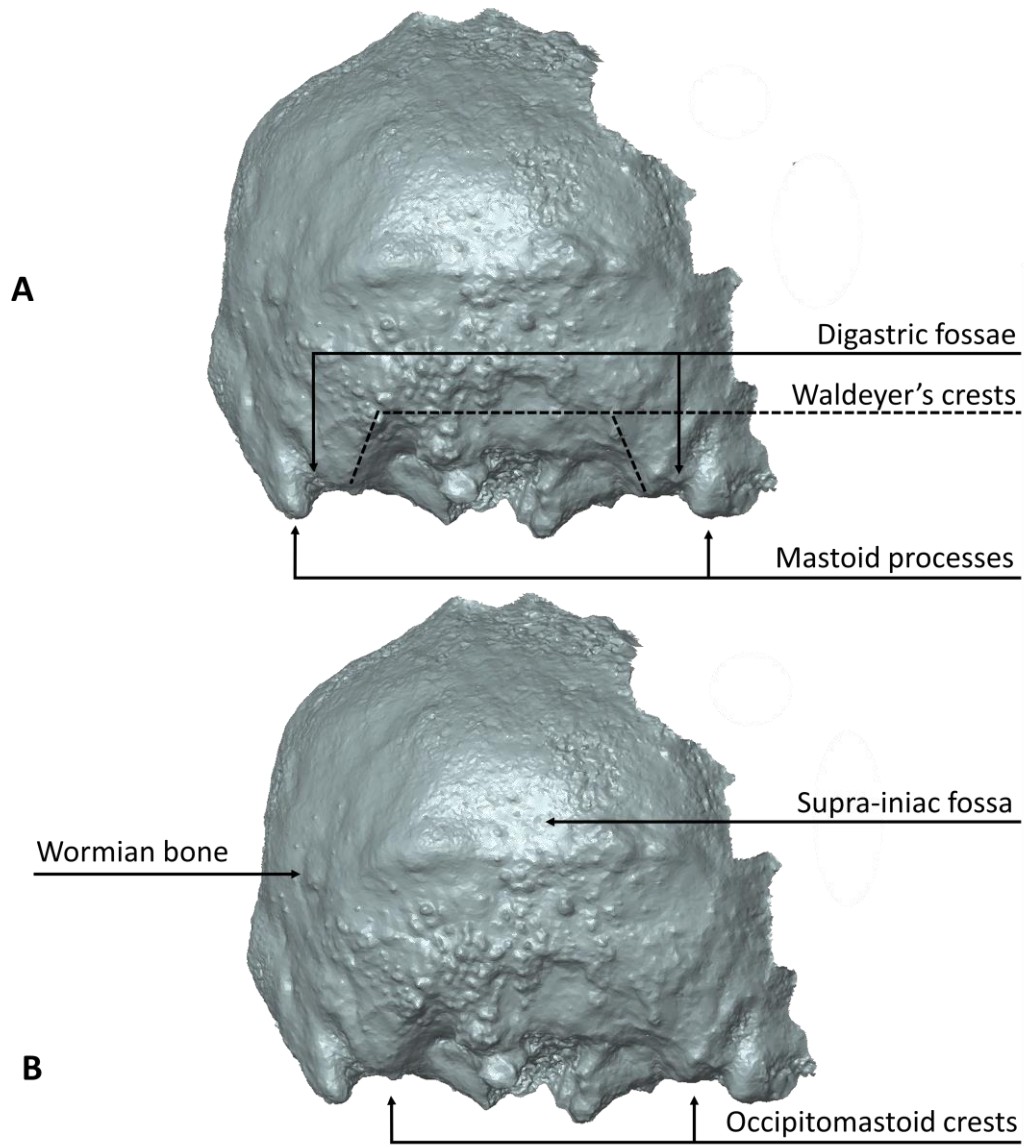 A
Digastric fossae
Waldeyer’s crests
Mastoid processes
Supra-iniac fossa
Wormian bone
B
Occipitomastoid crests